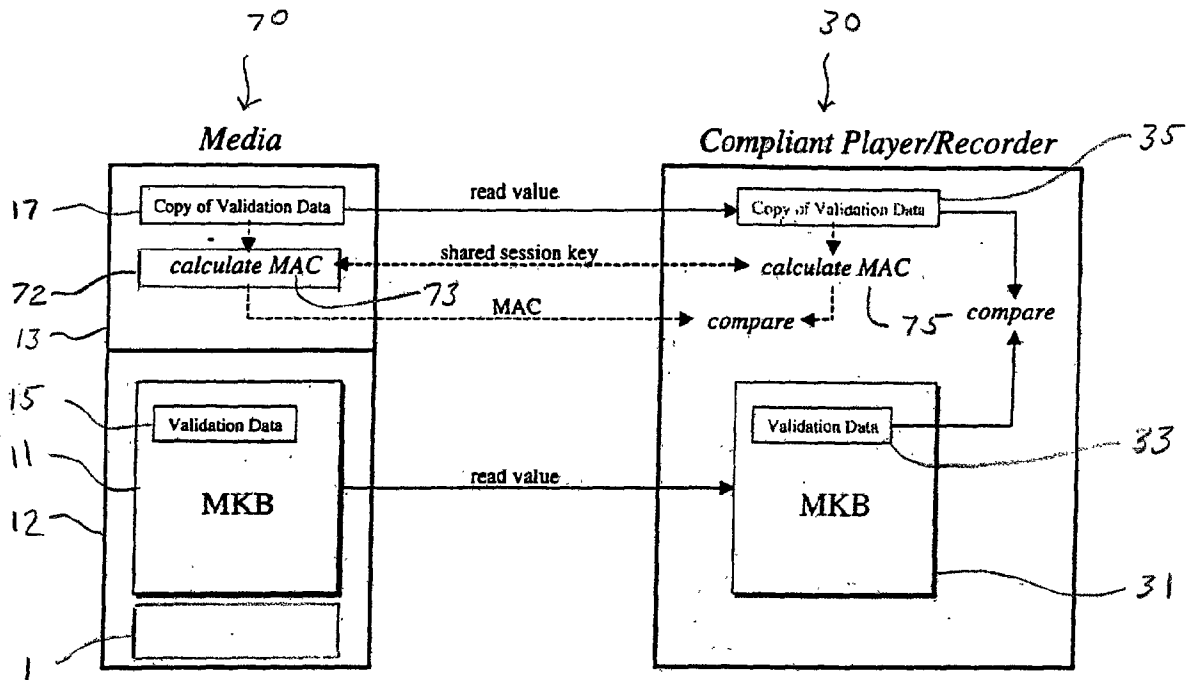 70
30
Media
Compliant Player/Recorder
35
17
Copy of Validation Data
read value
Copy of Validation Data
72
calculate MAC
shared session key
calculate MAC
73
MAC
compare
75
compare
13
15
Validation Data
Validation Data
33
11
MKB
read value
MKB
12
31
1